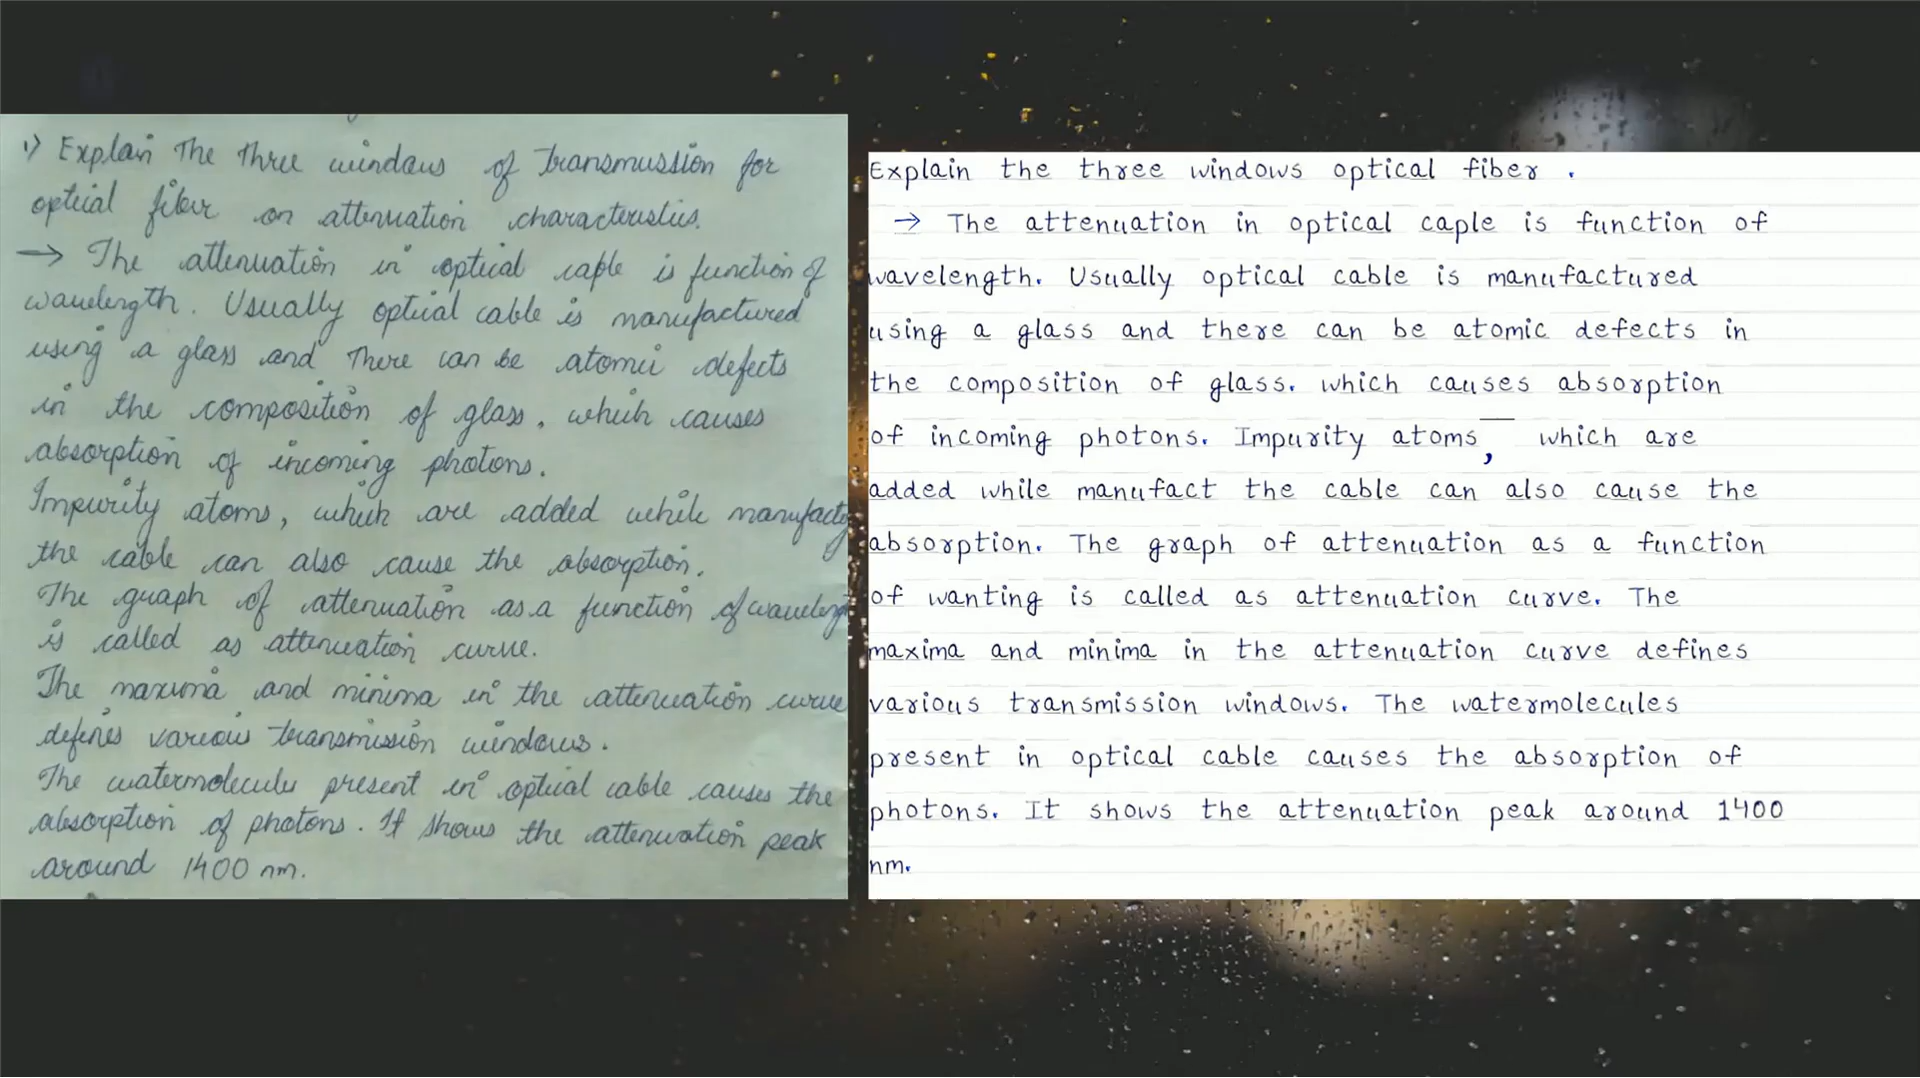 1) Explain The Three windows of transmission for
optical fiber on attenuation characteristics.
→ The attenuation in optical caple is function of
wavelength. Usually optical cable is manufactured
using a glass and There can be atomic defects
in the composition of glass. which causes
absorption of incoming photons.
Impurity atoms, which are added while
the cable can also cause the absorption.
The graph of attenuation as a function of
is called as attenuation curve.
The maxima and minima in the attenuation curve
defines various transmission windows.
The watermolecules present in optical cable causes the
absorption of photons. It shows the attenuation peak
around 1400 nm.
Explain the three windows optical fiber .
→ The attenuation in optical caple is function of
wavelength. Usually optical cable is manufactured
using a glass and there can be atomic defects in
the composition of glass. which causes absorption
of incoming photons. Impurity atoms, which are
added while manufact the cable can also cause the
absorption. The graph of attenuation as a function
of wanting is called as attenuation curve. The
maxima and minima in the attenuation curve defines
various transmission windows. The watermolecules
present in optical cable causes the absorption of
photons. It shows the attenuation peak around 1400
nm.